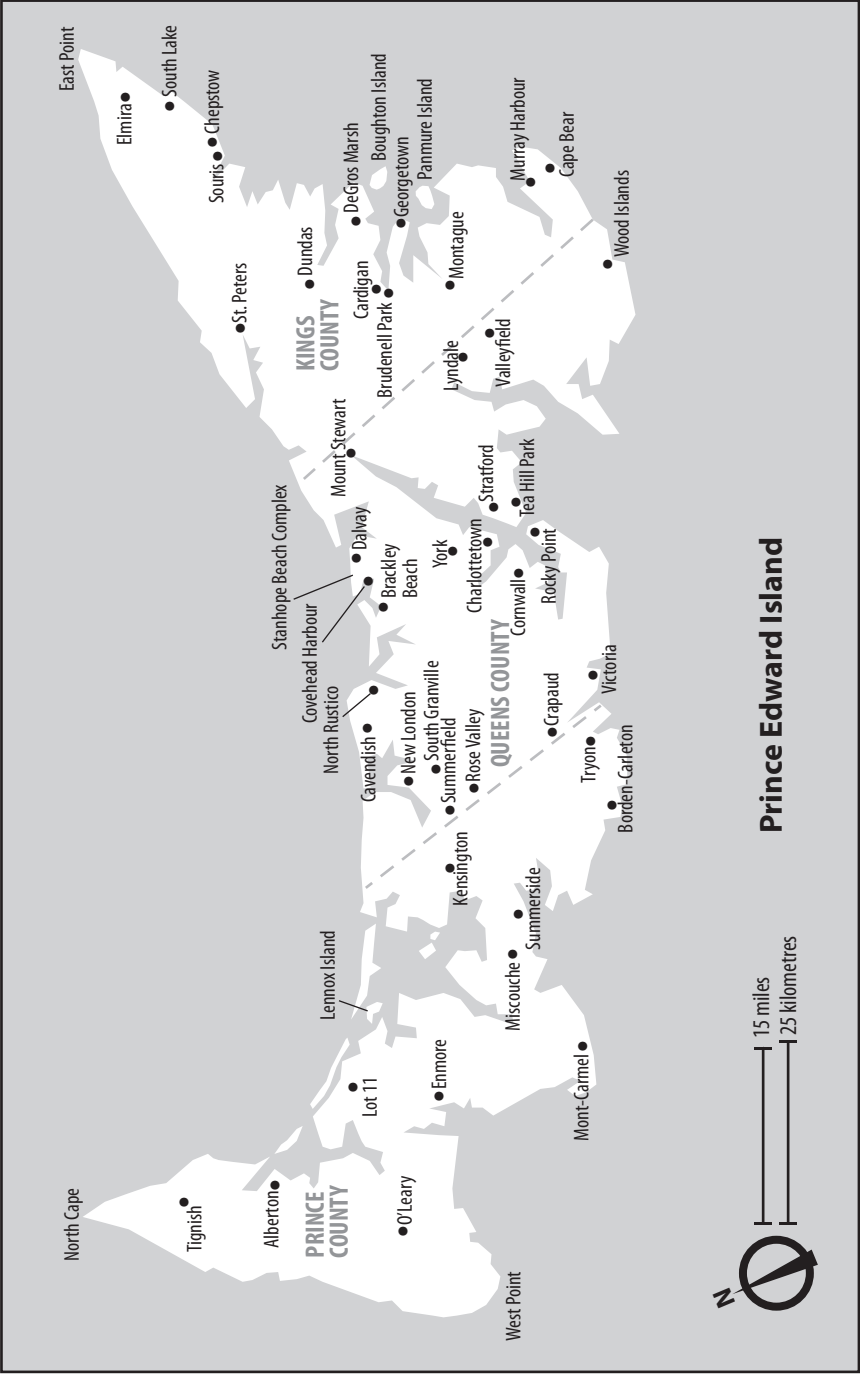 North Cape
Tignish
Alberton
PRINCE
COUNTY
O'Leary
West Point
Lot 11
Enmore
Lennox Island
Mont-Carmel
Miscouche
Summerside
Kensington
Cavendish
North Rustico
Covehead Harbour
Stanhope Beach Complex
New London
South Granville
Summerfield
Rose Valley
QUEENS COUNTY
Crapaud
Tryon
Borden-Carleton
Victoria
Dalvay
Brackley
Beach
York
Charlottetown
Cornwall
Rocky Point
Stratford
Tea Hill Park
Mount Stewart
St. Peters
KINGS
COUNTY
Dundas
Cardigan
Brudenell Park
Lyndale
Valleyfield
Montague
DeGros Marsh
Boughton Island
Georgetown
Panmure Island
Murray Harbour
Cape Bear
Wood Islands
East Point
Elmira
South Lake
Chepstow
Souris
N
15 miles
25 kilometres
Prince Edward Island